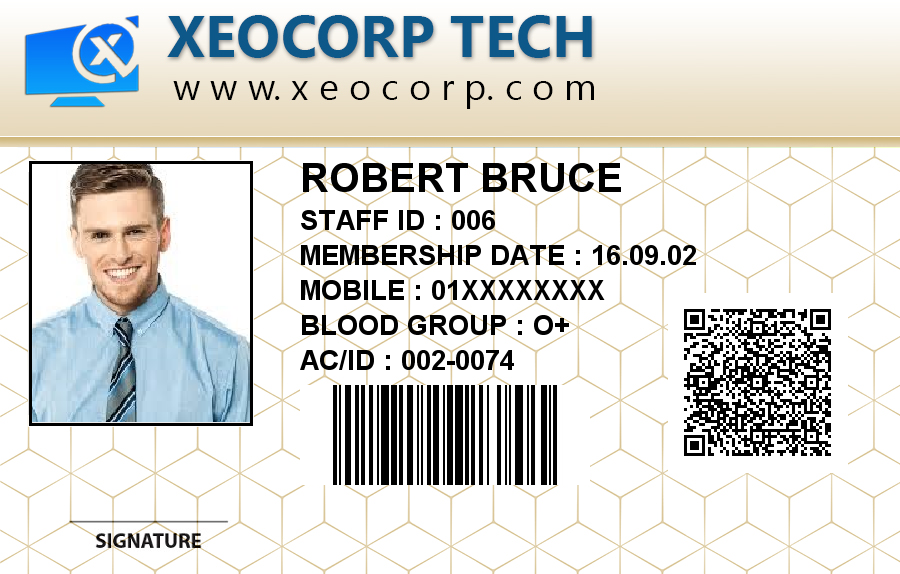 XEOCORP TECH
www.xeocorp.com
ROBERT BRUCE
STAFF ID : 006
MEMBERSHIP DATE : 16.09.02
MOBILE : 01XXXXXXXX
BLOOD GROUP : O+
AC/ID : 002-0074
SIGNATURE